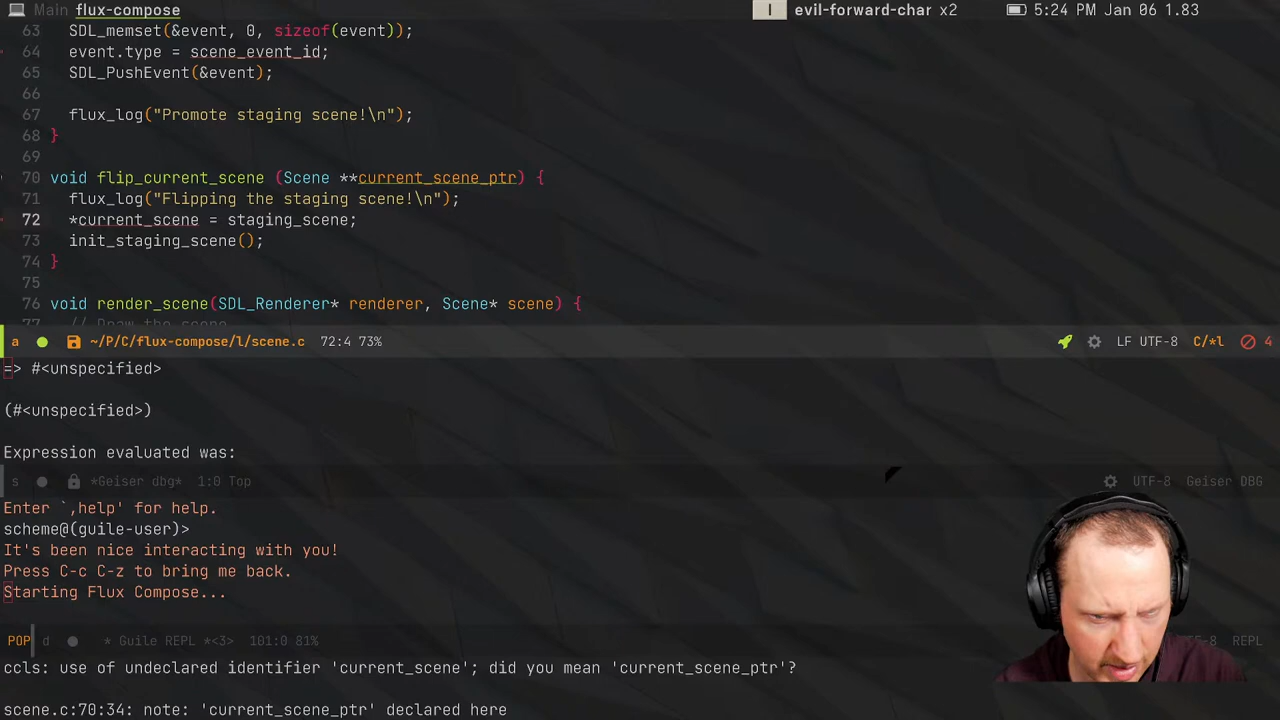 Main flux-compose
evil-forward-char x2
5:24 PM Jan 06 1.83
63 SDL_memset(&event, 0, sizeof(event));
64 event.type = scene_event_id;
65 SDL_PushEvent(&event);
66
67 flux_log("Promote staging scene!\n");
68 }
69
70 void flip_current_scene (Scene **current_scene_ptr) {
71 flux_log("Flipping the staging scene!\n");
72 *current_scene = staging_scene;
73 init_staging_scene();
74 }
75
76 void render_scene(SDL_Renderer* renderer, Scene* scene) {
77 // Draw the scene
a ~/P/C/flux-compose/l/scene.c 72:4 73% LF UTF-8 C/*l 4
=> #<unspecified>
(#<unspecified>)
Expression evaluated was:
s *Geiser dbg* 1:0 Top UTF-8 Geiser DBG
Enter `,help' for help.
scheme@(guile-user)>
It's been nice interacting with you!
Press C-c C-z to bring me back.
Starting Flux Compose...
POP d * Guile REPL *<3> 101:0 81% REPL
ccls: use of undeclared identifier 'current_scene'; did you mean 'current_scene_ptr'?
scene.c:70:34: note: 'current_scene_ptr' declared here